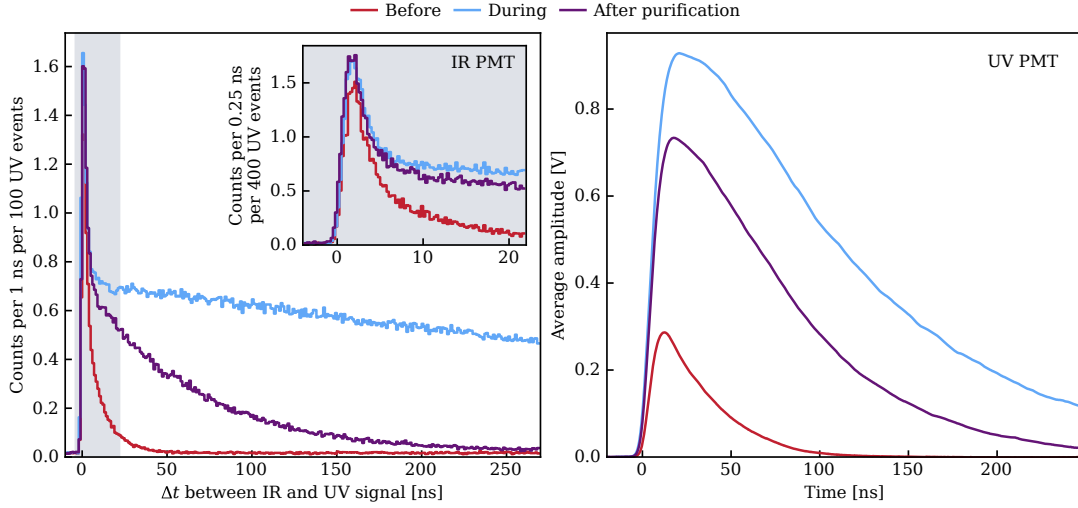 Before During After purification
Counts per 1 ns per 100 UV events
1.6
1.4
1.2
1.0
0.8
0.6
0.4
0.2
0.0
0 50 100 150 200 250
Δt between IR and UV signal [ns]
IR PMT
Counts per 0.25 ns
per 400 UV events
1.5
1.0
0.5
0.0
0 10 20
UV PMT
Average amplitude [V]
0.8
0.6
0.4
0.2
0.0
0 50 100 150 200
Time [ns]